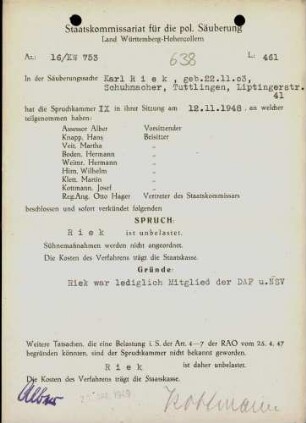 Staatskommissariat für die pol. Säuberung
Land Württemberg-Hohenzollern
Az.: 16/KW 753
638
L: 461
In der Säuberungssache Karl Riek, geb.22.11.03,
Schuhmacher, Tuttlingen, Liptingerstr.
41
hat die Spruchkammer IX in ihrer Sitzung am 12.11.1948, an welcher
teilgenommen haben:
Assessor Alber Vorsitzender
Knapp, Hans Beisitzer
Veit, Martha "
Boden, Hermann "
Weiner, Hermann "
Hirn, Wilhelm "
Klett, Martin "
Kottmann, Josef "
Reg.Ang. Otto Hager Vertreter des Staatskommissars
beschlossen und sofort verkündet folgenden
SPRUCH:
Riek
ist unbelastet.
Sühnemaßnahmen werden nicht angeordnet.
Die Kosten des Verfahrens trägt die Staatskasse.
Gründe:
Riek war lediglich Mitglied der DAF u.NSV
Weitere Tatsachen, die eine Belastung i. S. der Art. 4—7 der RAO vom 25. 4. 47
begründen könnten, sind der Spruchkammer nicht bekannt geworden.
Riek ist daher unbelastet.
Die Kosten des Verfahrens trägt die Staatskasse.
Alber
1948